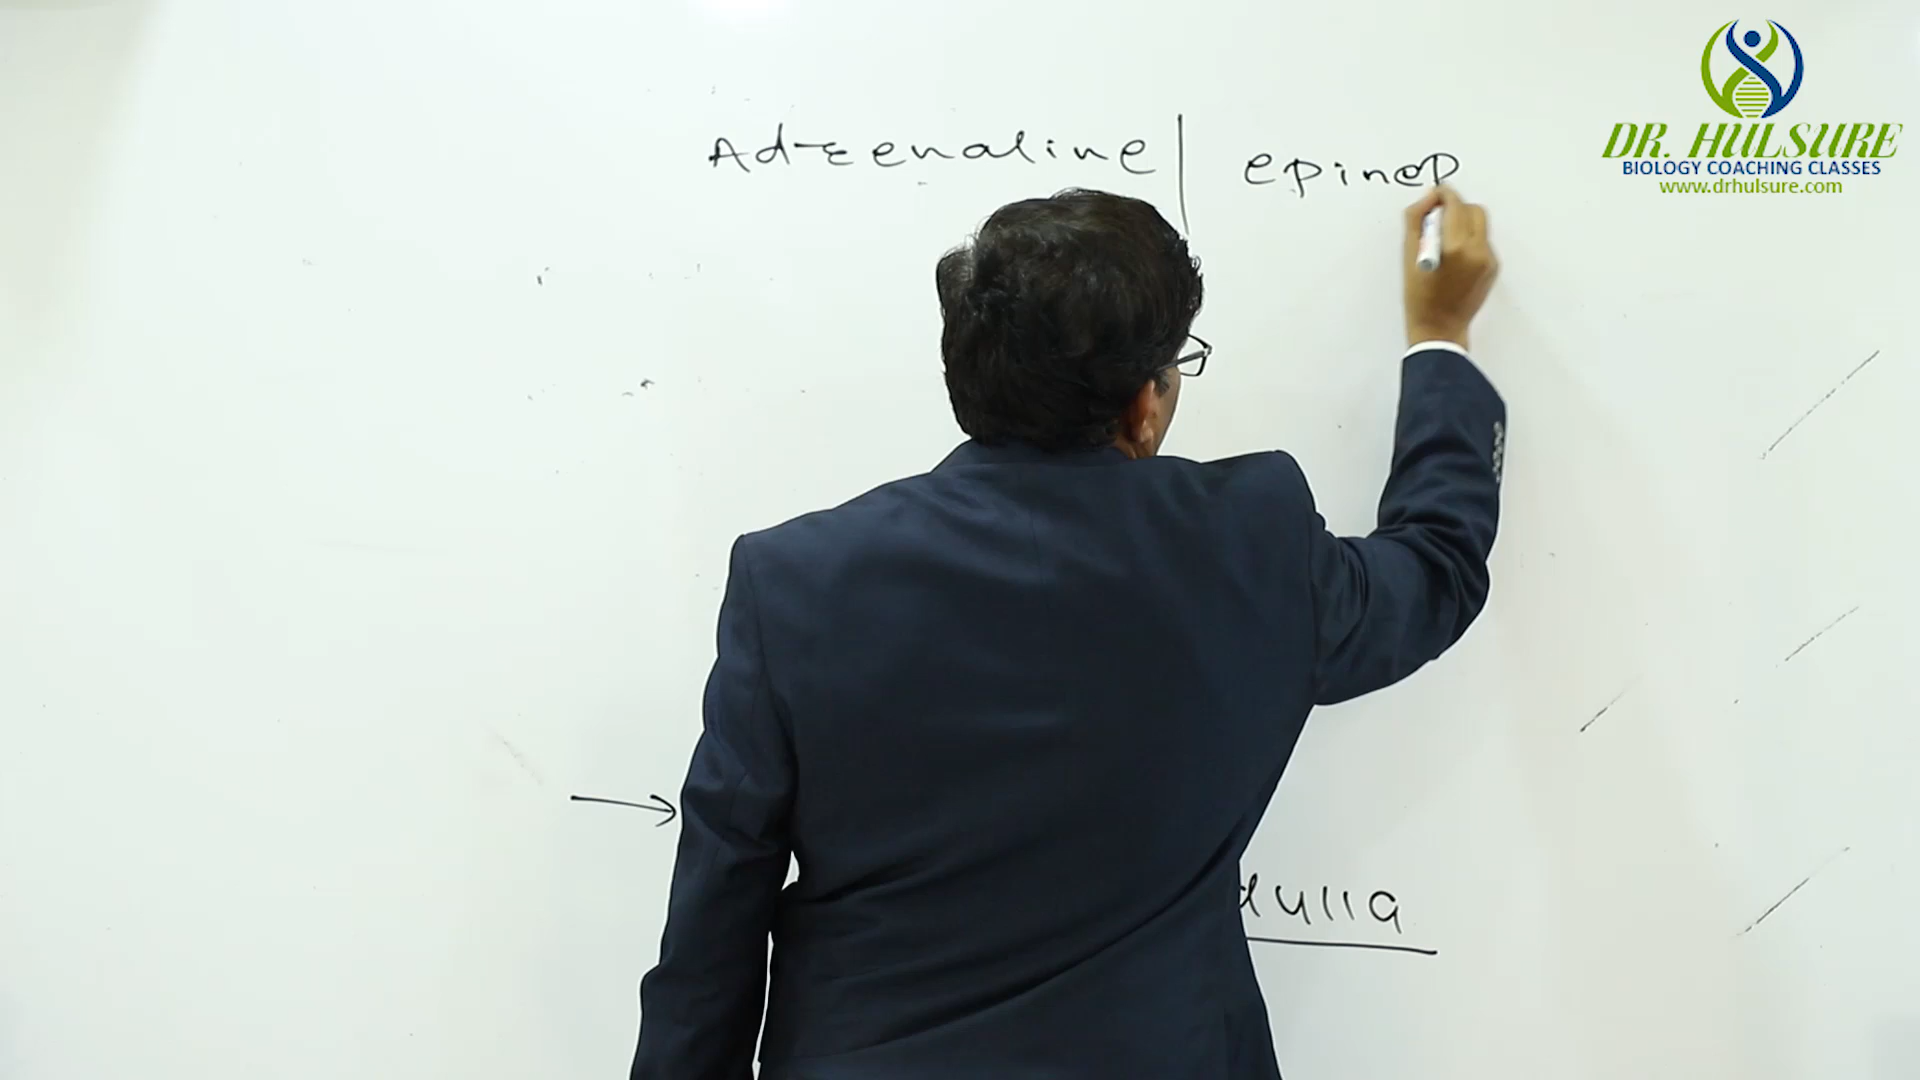 Adrenaline | epinep
dulla
DR. HULSURE
BIOLOGY COACHING CLASSES
www.drhulsure.com